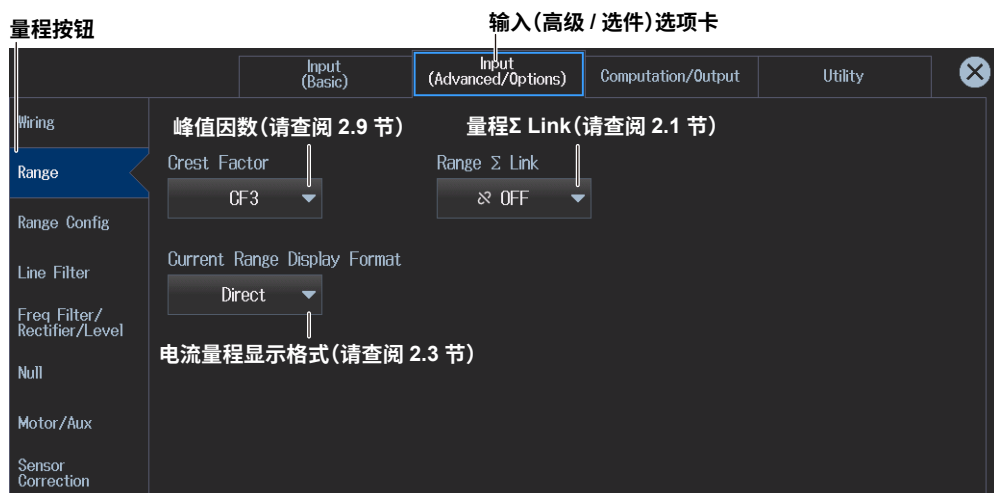 量程按钮
输入(高级 / 选件)选项卡
Input
(Basic)
Input
(Advanced/Options)
Computation/Output
Utility
Wiring
峰值因数(请查阅 2.9 节)
量程Σ Link(请查阅 2.1 节)
Range
Crest Factor
Range Σ Link
CF3
OFF
Range Config
Current Range Display Format
Line Filter
Direct
Freq Filter/
Rectifier/Level
电流量程显示格式(请查阅 2.3 节)
Null
Motor/Aux
Sensor
Correction